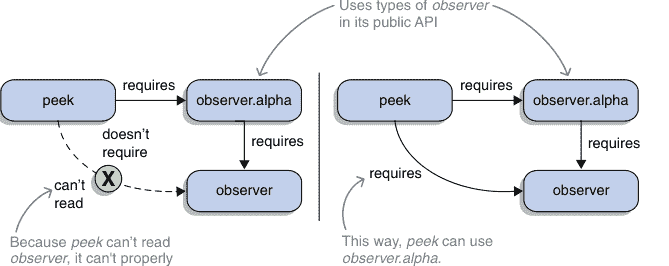 Uses types of observer
in its public API
peek
requires
observer.alpha
doesn't
require
requires
X
can't
read
observer
Because peek can't read
observer, it can't properly
peek
requires
observer.alpha
requires
requires
observer
This way, peek can use
observer.alpha.